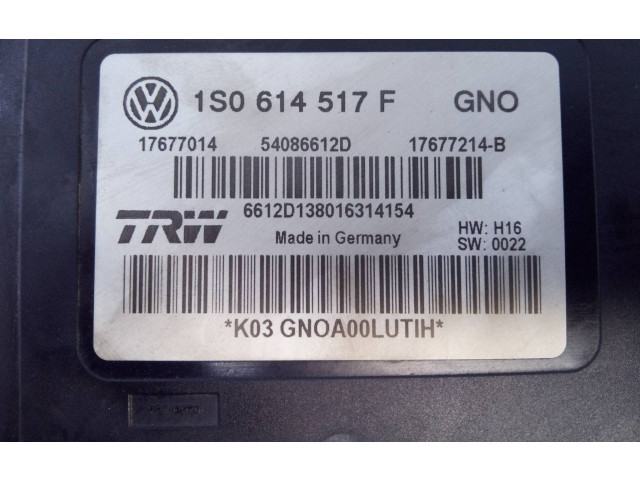 1S0 614 517 F GNO
17677014 54086612D 17677214-B
6612D138016314154
TRW Made in Germany HW: H16
SW: 0022
*K03 GNOA00LUTIH*